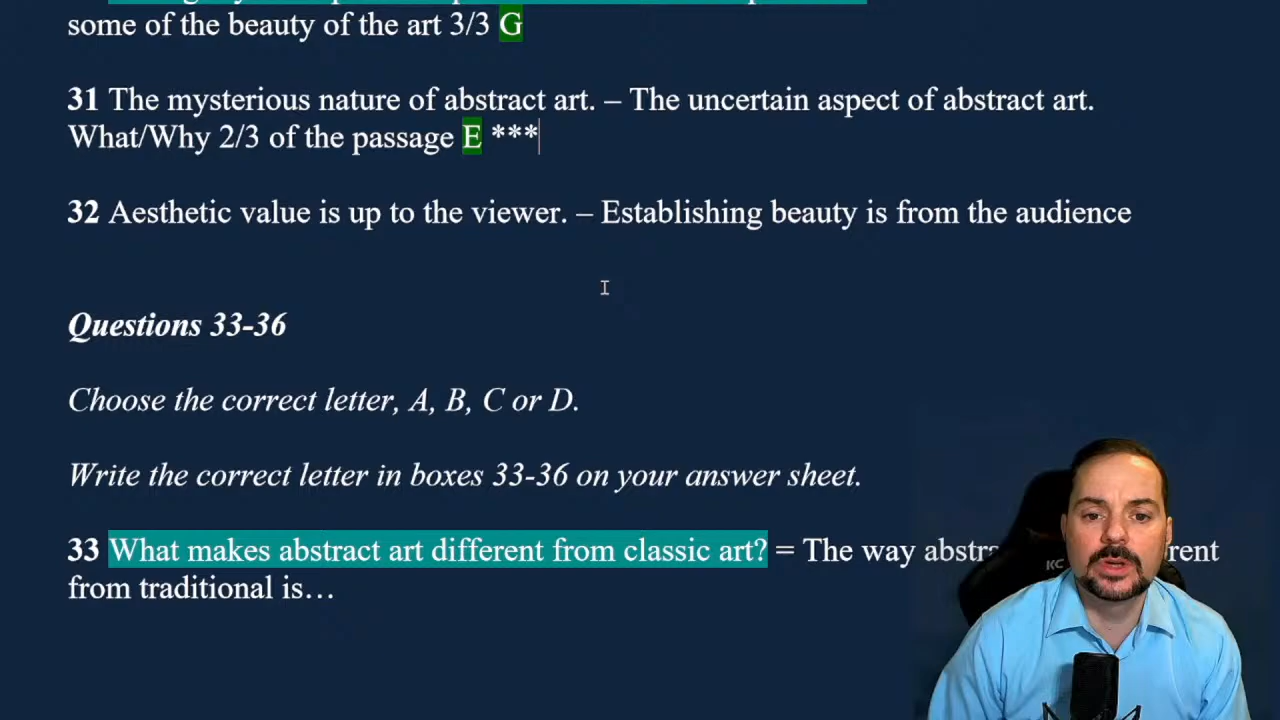 some of the beauty of the art 3/3 G
31 The mysterious nature of abstract art. – The uncertain aspect of abstract art.
What/Why 2/3 of the passage E ***
32 Aesthetic value is up to the viewer. – Establishing beauty is from the audience
Questions 33-36
Choose the correct letter, A, B, C or D.
Write the correct letter in boxes 33-36 on your answer sheet.
33 What makes abstract art different from classic art? = The way
from traditional is…
KC